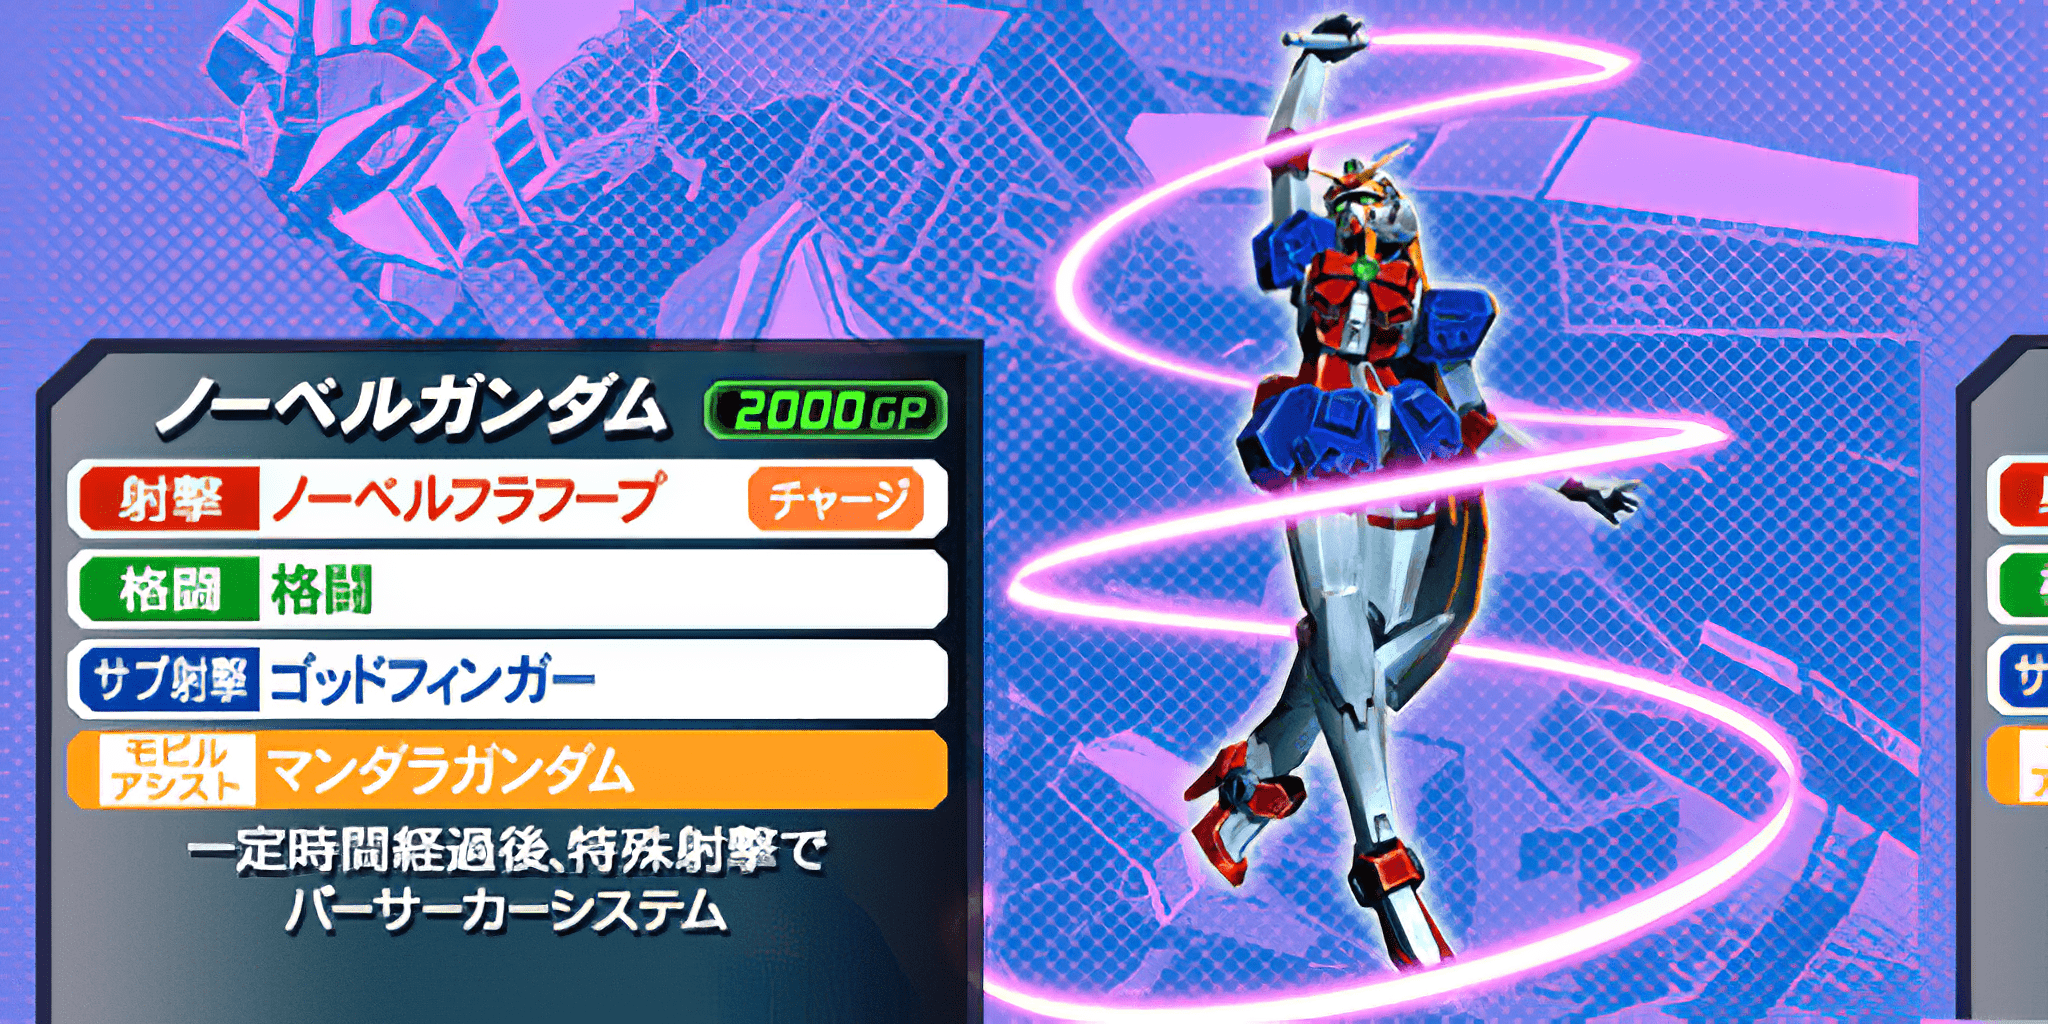 ノーベルガンダム 2000GP
射撃 ノーベルフラフープ チャージ
格闘 格闘
サブ射撃 ゴッドフィンガー
モビル
アシスト マンダラガンダム
一定時間経過後、特殊射撃で
バーサーカーシステム
サ